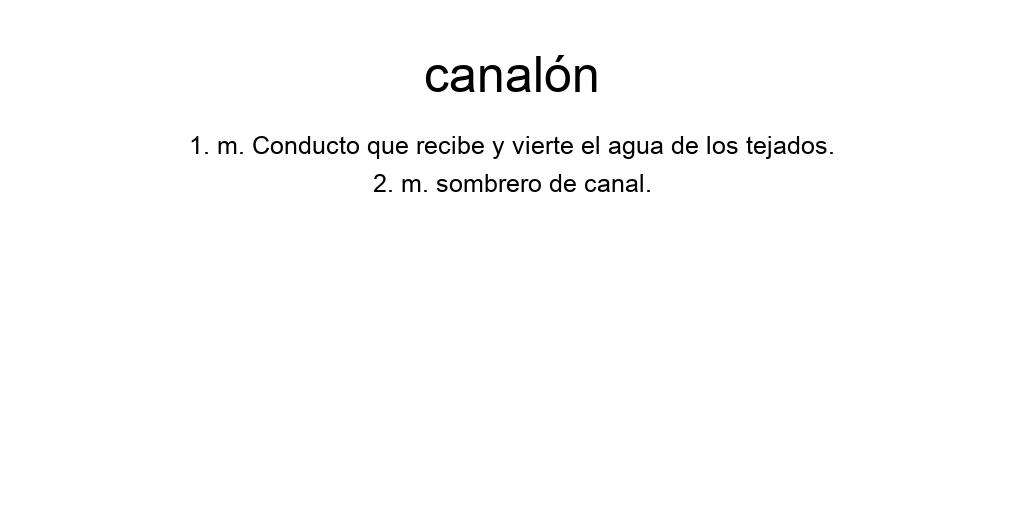 canalón
1. m. Conducto que recibe y vierte el agua de los tejados.
2. m. sombrero de canal.